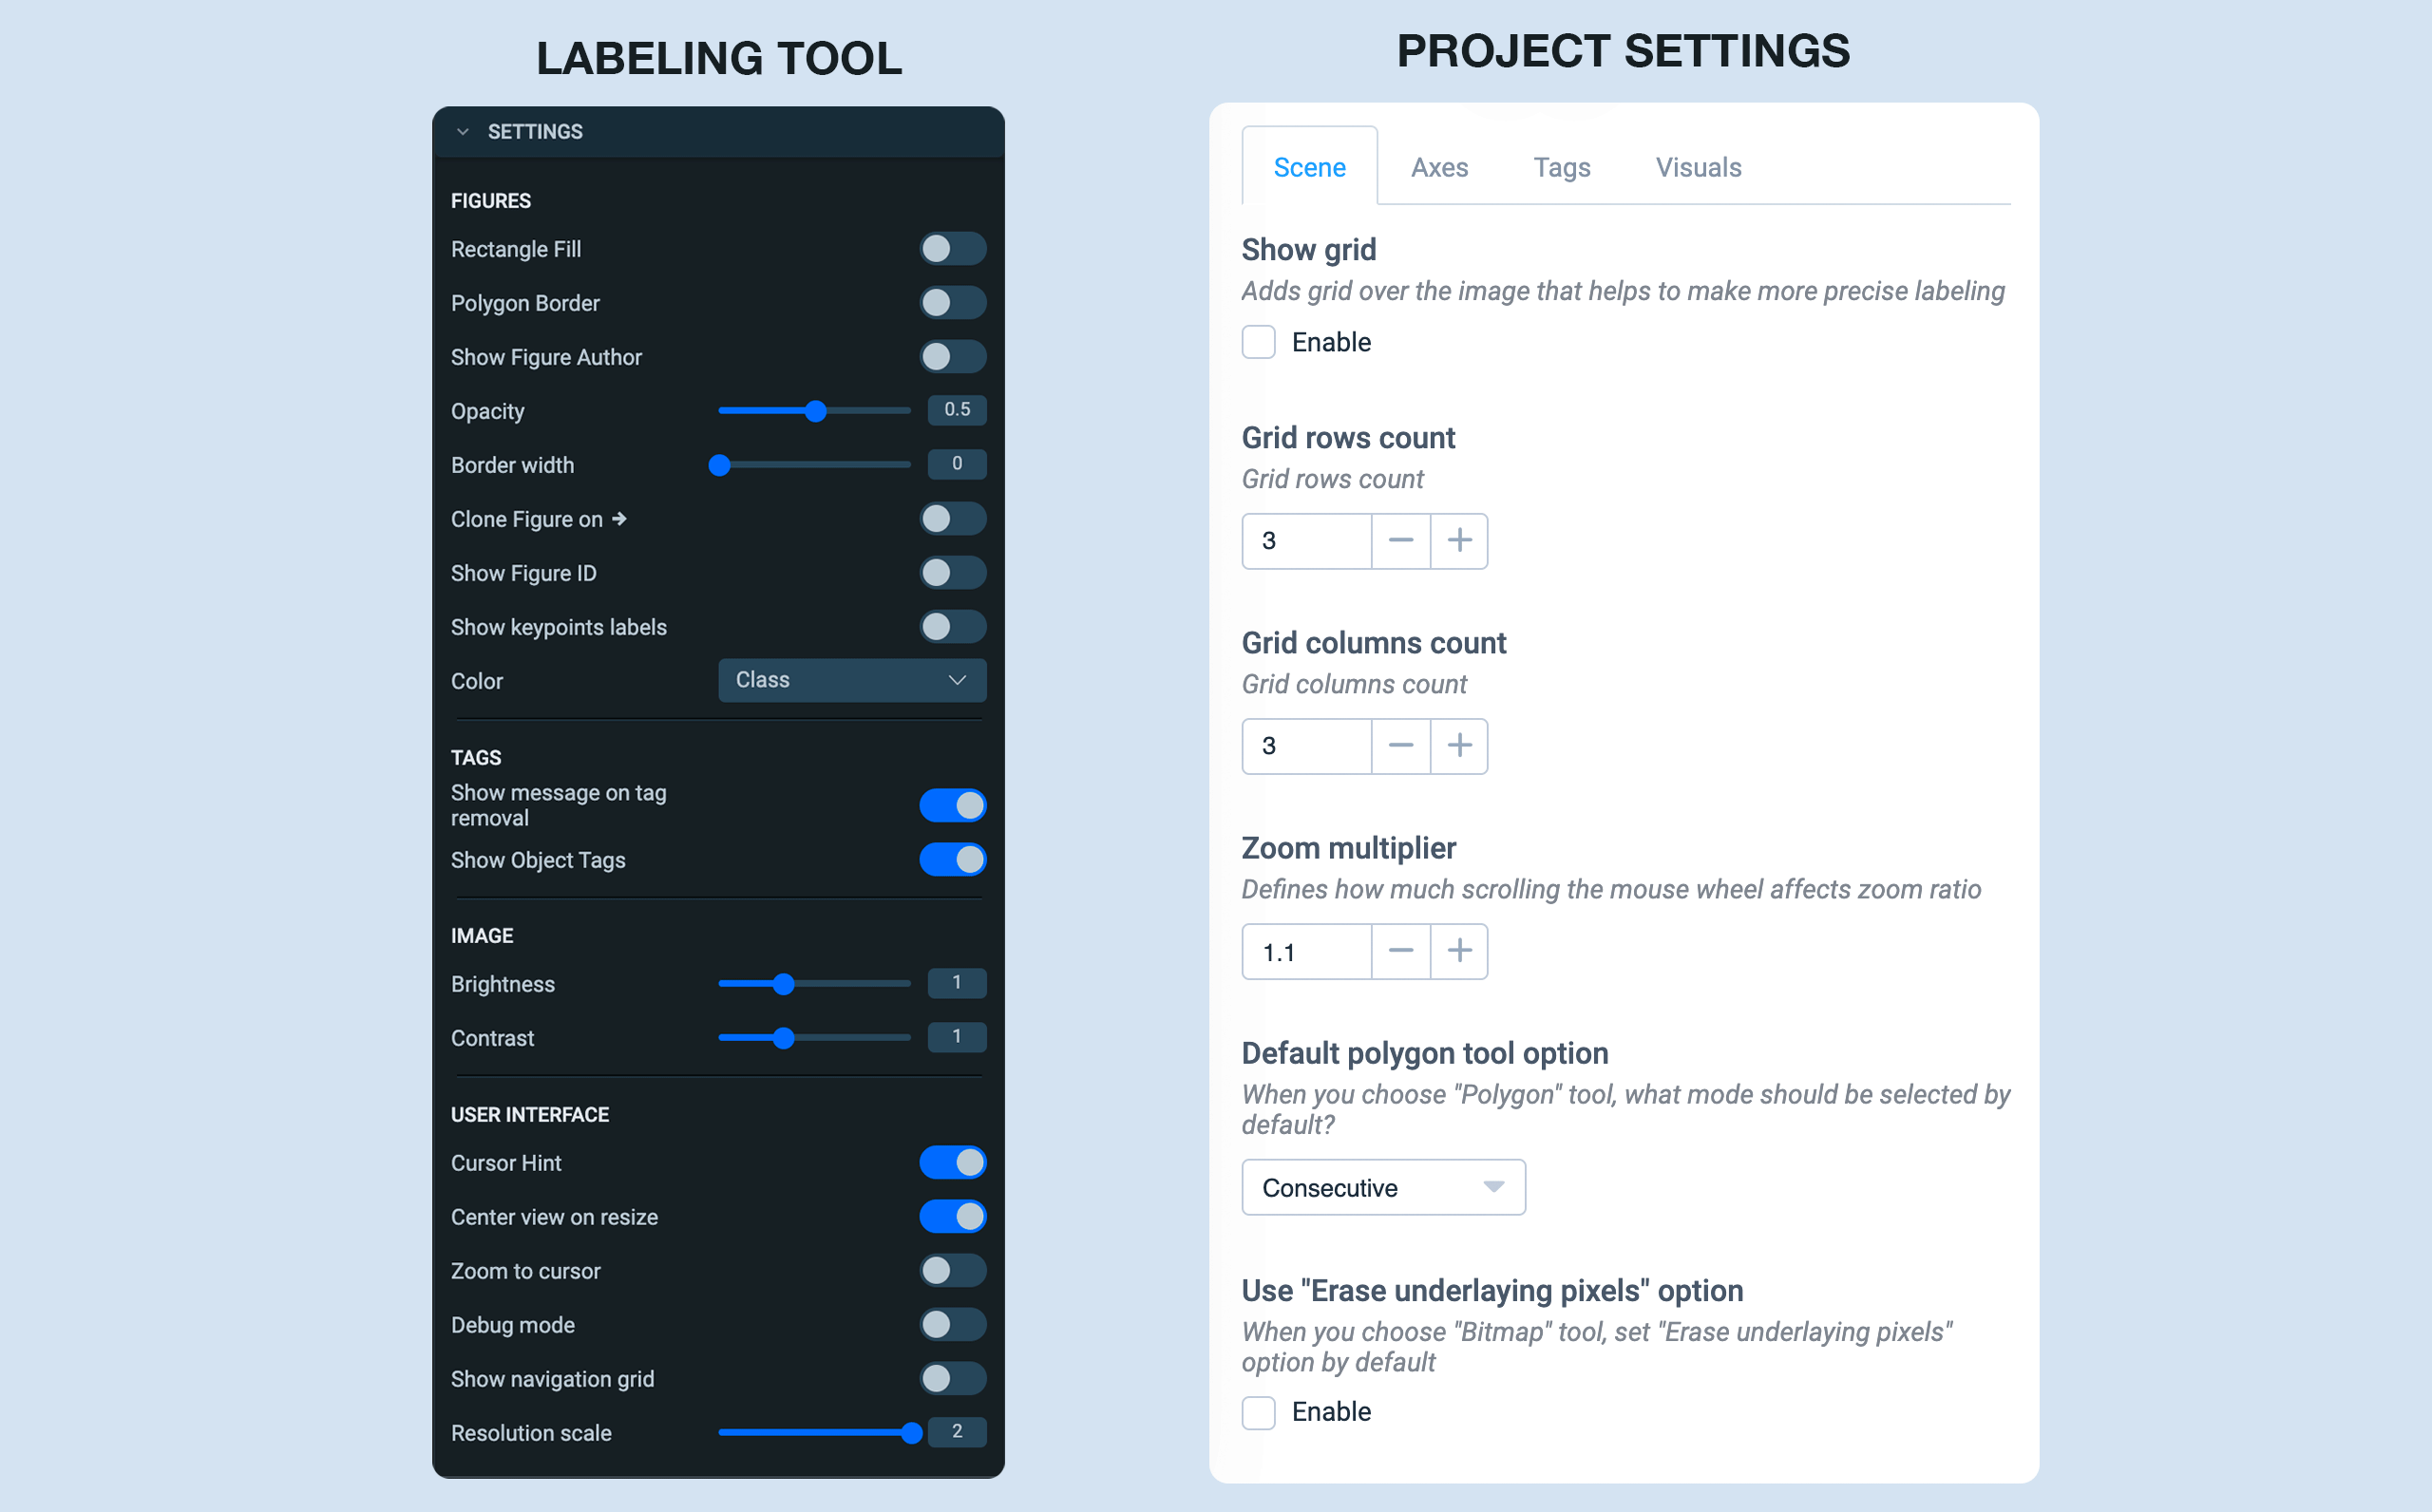 LABELING TOOL
SETTINGS
FIGURES
Rectangle Fill
Polygon Border
Show Figure Author
Opacity 0.5
Border width 0
Clone Figure on →
Show Figure ID
Show keypoints labels
Color Class
TAGS
Show message on tag
removal
Show Object Tags
IMAGE
Brightness 1
Contrast 1
USER INTERFACE
Cursor Hint
Center view on resize
Zoom to cursor
Debug mode
Show navigation grid
Resolution scale 2
PROJECT SETTINGS
Scene Axes Tags Visuals
Show grid
Adds grid over the image that helps to make more precise labeling
Enable
Grid rows count
Grid rows count
3 − +
Grid columns count
Grid columns count
3 − +
Zoom multiplier
Defines how much scrolling the mouse wheel affects zoom ratio
1.1 − +
Default polygon tool option
When you choose "Polygon" tool, what mode should be selected by
default?
Consecutive
Use "Erase underlaying pixels" option
When you choose "Bitmap" tool, set "Erase underlaying pixels"
option by default
Enable